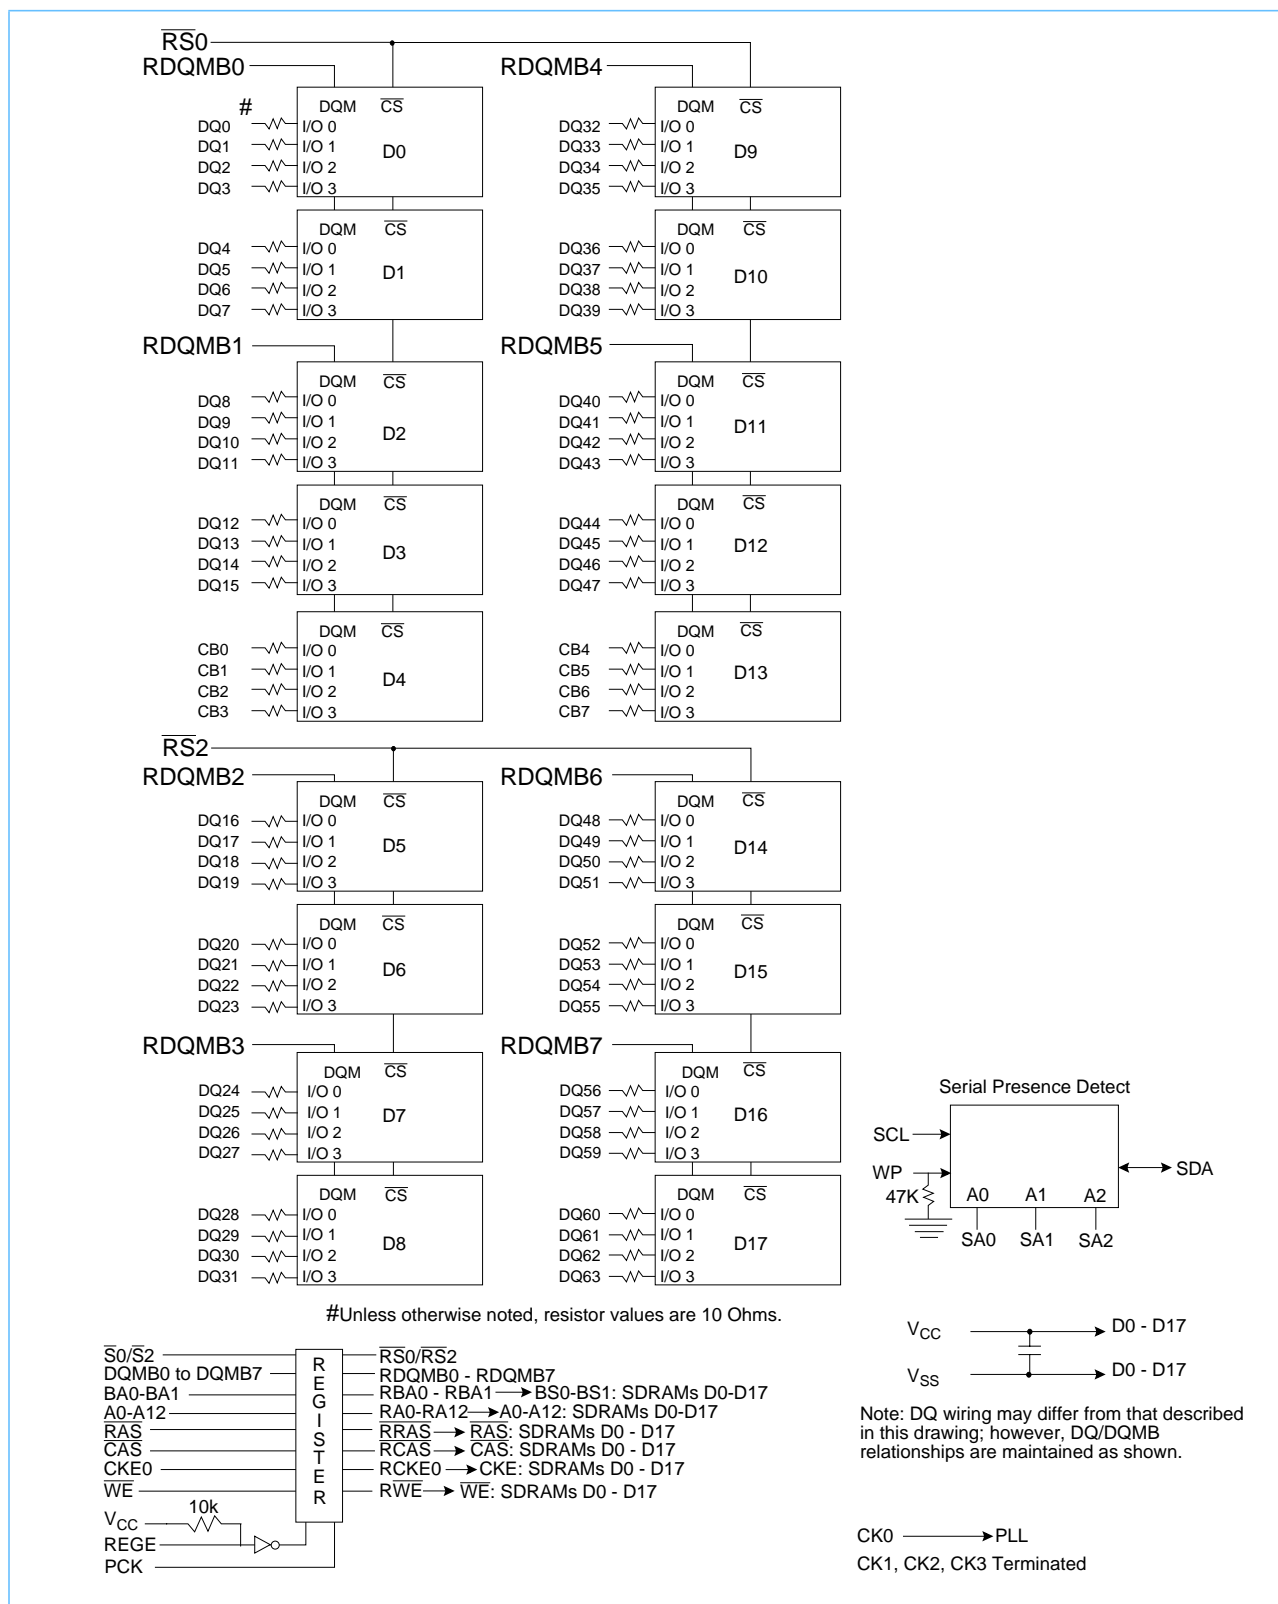 RS0
RDQMB0
RDQMB4
#
DQM CS
DQ0 I/O 0
DQ1 I/O 1
DQ2 I/O 2
DQ3 I/O 3
D0
DQM CS
DQ32 I/O 0
DQ33 I/O 1
DQ34 I/O 2
DQ35 I/O 3
D9
DQM CS
DQ4 I/O 0
DQ5 I/O 1
DQ6 I/O 2
DQ7 I/O 3
D1
DQM CS
DQ36 I/O 0
DQ37 I/O 1
DQ38 I/O 2
DQ39 I/O 3
D10
RDQMB1
RDQMB5
DQM CS
DQ8 I/O 0
DQ9 I/O 1
DQ10 I/O 2
DQ11 I/O 3
D2
DQM CS
DQ40 I/O 0
DQ41 I/O 1
DQ42 I/O 2
DQ43 I/O 3
D11
DQM CS
DQ12 I/O 0
DQ13 I/O 1
DQ14 I/O 2
DQ15 I/O 3
D3
DQM CS
DQ44 I/O 0
DQ45 I/O 1
DQ46 I/O 2
DQ47 I/O 3
D12
DQM CS
CB0 I/O 0
CB1 I/O 1
CB2 I/O 2
CB3 I/O 3
D4
DQM CS
CB4 I/O 0
CB5 I/O 1
CB6 I/O 2
CB7 I/O 3
D13
RS2
RDQMB2
RDQMB6
DQM CS
DQ16 I/O 0
DQ17 I/O 1
DQ18 I/O 2
DQ19 I/O 3
D5
DQM CS
DQ48 I/O 0
DQ49 I/O 1
DQ50 I/O 2
DQ51 I/O 3
D14
DQM CS
DQ20 I/O 0
DQ21 I/O 1
DQ22 I/O 2
DQ23 I/O 3
D6
DQM CS
DQ52 I/O 0
DQ53 I/O 1
DQ54 I/O 2
DQ55 I/O 3
D15
RDQMB3
RDQMB7
DQM CS
DQ24 I/O 0
DQ25 I/O 1
DQ26 I/O 2
DQ27 I/O 3
D7
DQM CS
DQ56 I/O 0
DQ57 I/O 1
DQ58 I/O 2
DQ59 I/O 3
D16
DQM CS
DQ28 I/O 0
DQ29 I/O 1
DQ30 I/O 2
DQ31 I/O 3
D8
DQM CS
DQ60 I/O 0
DQ61 I/O 1
DQ62 I/O 2
DQ63 I/O 3
D17
Serial Presence Detect
SCL
WP
47K
SDA
A0 A1 A2
SA0 SA1 SA2
#Unless otherwise noted, resistor values are 10 Ohms.
S0/S2 RS0/RS2
DQMB0 to DQMB7 RDQMB0 - RDQMB7
BA0-BA1 RBA0 - RBA1 BS0-BS1: SDRAMs D0-D17
A0-A12 RA0-RA12 A0-A12: SDRAMs D0-D17
RAS RRAS RAS: SDRAMs D0 - D17
CAS RCAS CAS: SDRAMs D0 - D17
CKE0 RCKE0 CKE: SDRAMs D0 - D17
WE RWE WE: SDRAMs D0 - D17
REGISTER
VCC 10k
REGE
PCK
VCC D0 - D17
VSS D0 - D17
Note: DQ wiring may differ from that described
in this drawing; however, DQ/DQMB
relationships are maintained as shown.
CK0 PLL
CK1, CK2, CK3 Terminated